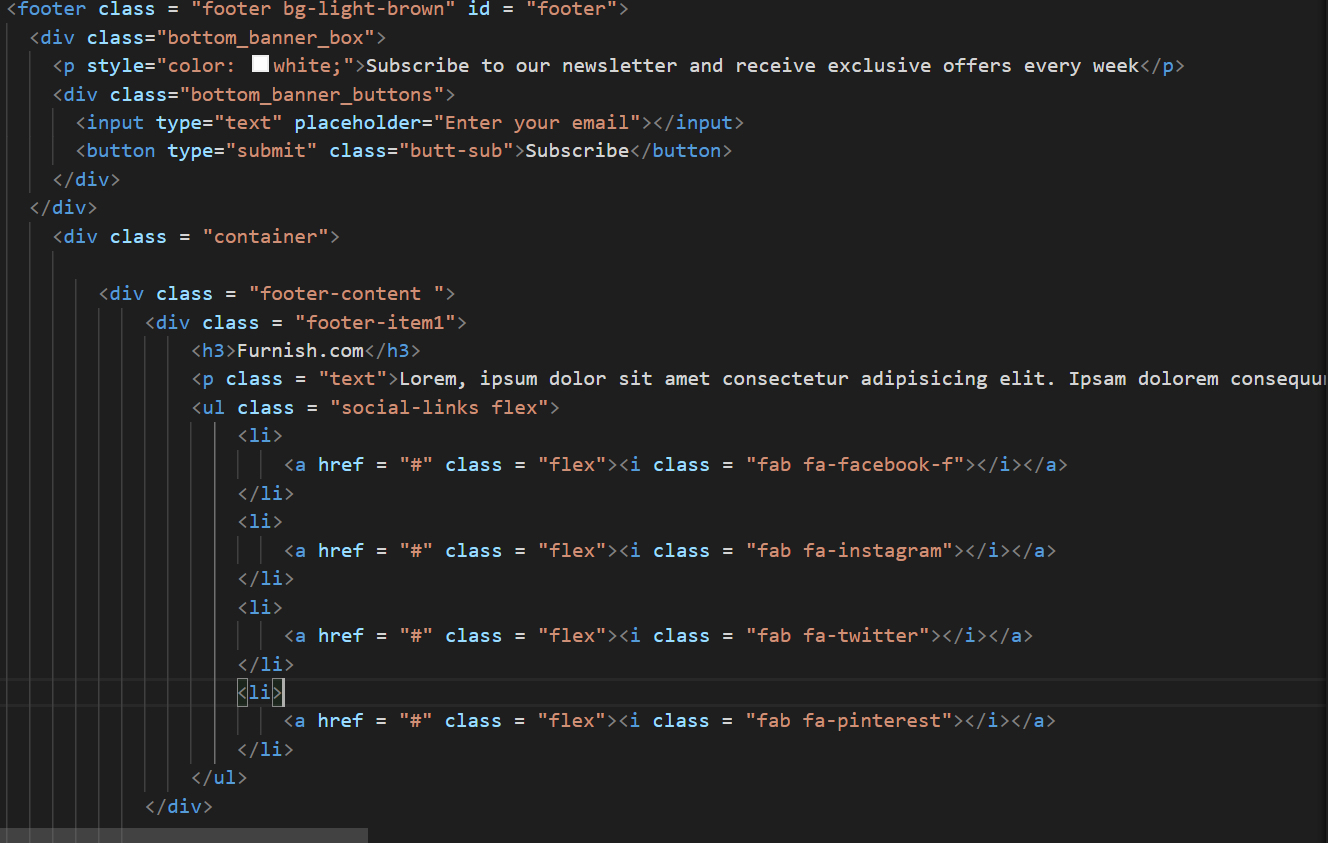 <footer class = "footer bg-light-brown" id = "footer">
<div class="bottom_banner_box">
<p style="color: white;">Subscribe to our newsletter and receive exclusive offers every week</p>
<div class="bottom_banner_buttons">
<input type="text" placeholder="Enter your email"></input>
<button type="submit" class="butt-sub">Subscribe</button>
</div>
</div>
<div class = "container">
<div class = "footer-content ">
<div class = "footer-item1">
<h3>Furnish.com</h3>
<p class = "text">Lorem, ipsum dolor sit amet consectetur adipisicing elit. Ipsam dolorem
<ul class = "social-links flex">
<li>
<a href = "#" class = "flex"><i class = "fab fa-facebook-f"></i></a>
</li>
<li>
<a href = "#" class = "flex"><i class = "fab fa-instagram"></i></a>
</li>
<li>
<a href = "#" class = "flex"><i class = "fab fa-twitter"></i></a>
</li>
<li>
<a href = "#" class = "flex"><i class = "fab fa-pinterest"></i></a>
</li>
</ul>
</div>